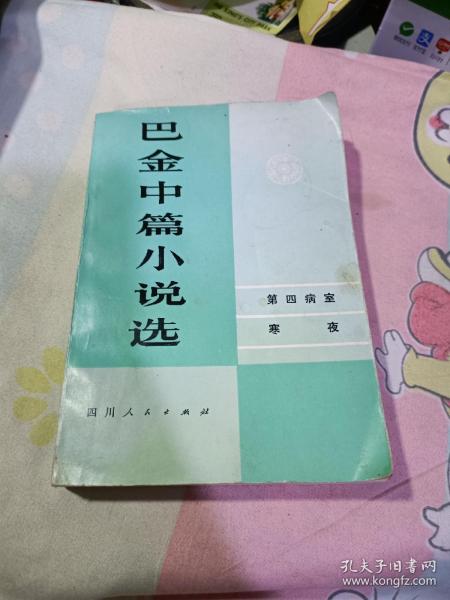 巴金中篇小说选
第四病室
寒夜
四川人民出版社
孔夫子旧书网
www.kongfz.com